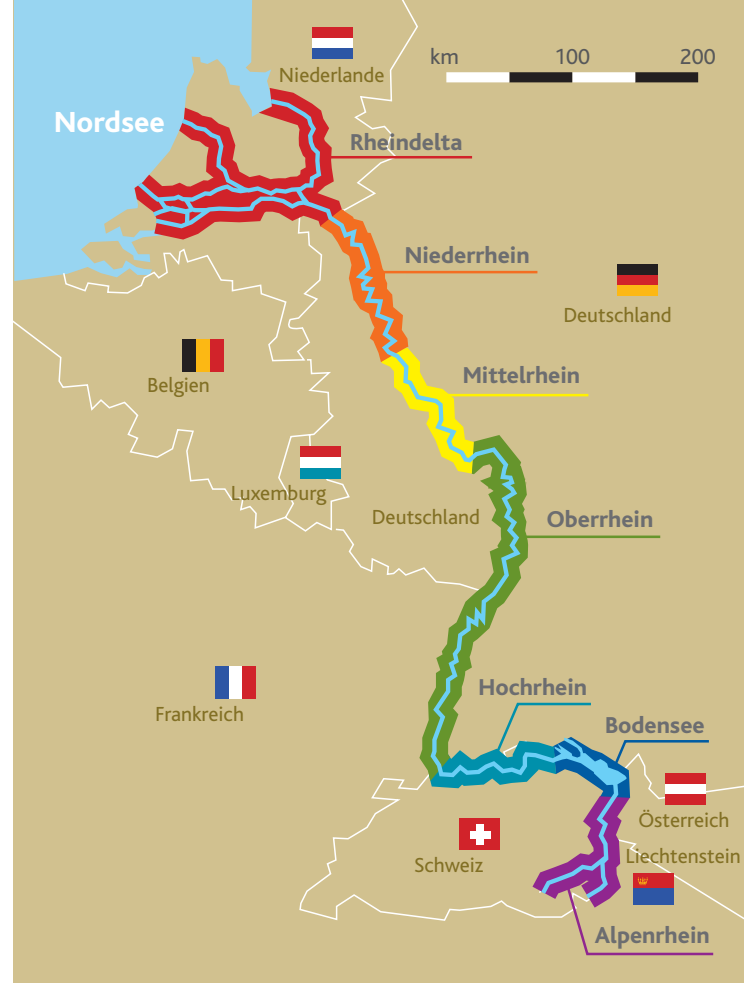 Niederlande
km 100 200
Nordsee
Rheindelta
Niederrhein
Deutschland
Mittelrhein
Belgien
Luxemburg
Deutschland
Oberrhein
Hochrhein
Frankreich
Bodensee
Österreich
Schweiz
Liechtenstein
Alpenrhein